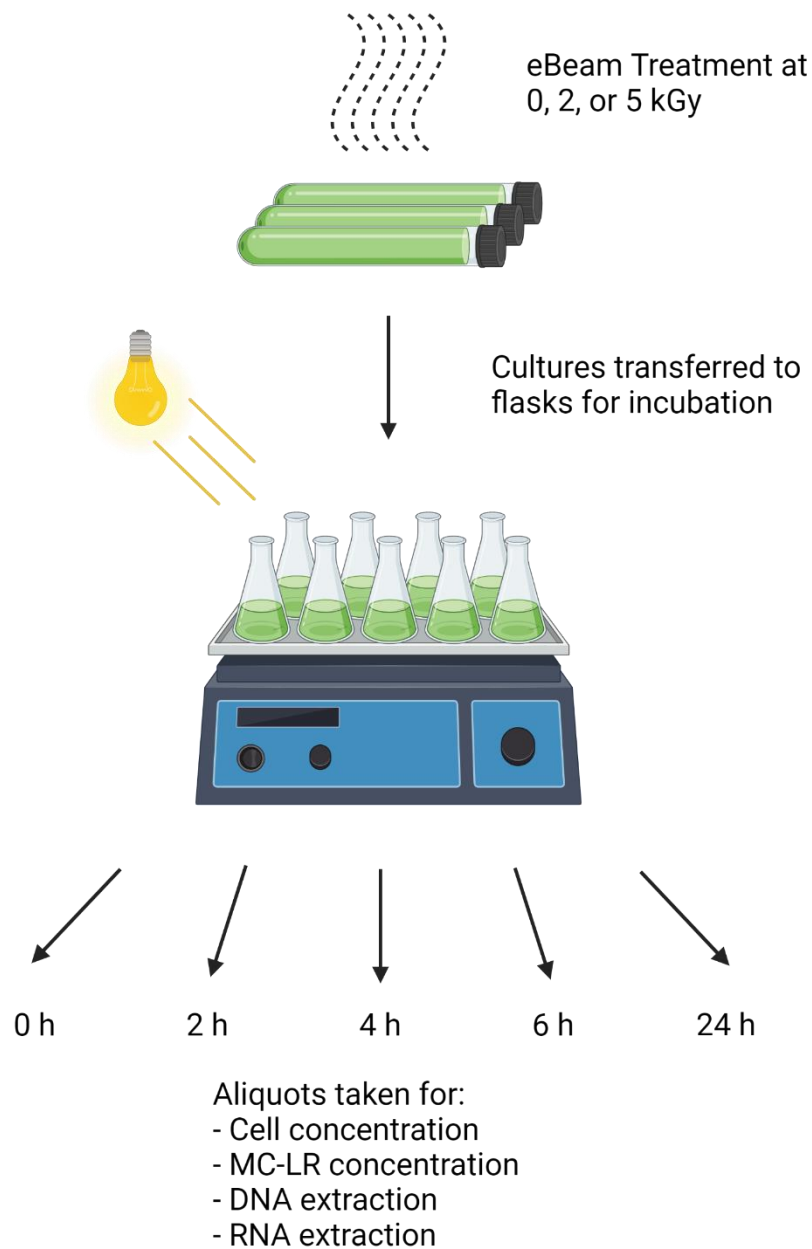 eBeam Treatment at
0, 2, or 5 kGy
Cultures transferred to
flasks for incubation
0 h
2 h
4 h
6 h
24 h
Aliquots taken for:
- Cell concentration
- MC-LR concentration
- DNA extraction
- RNA extraction